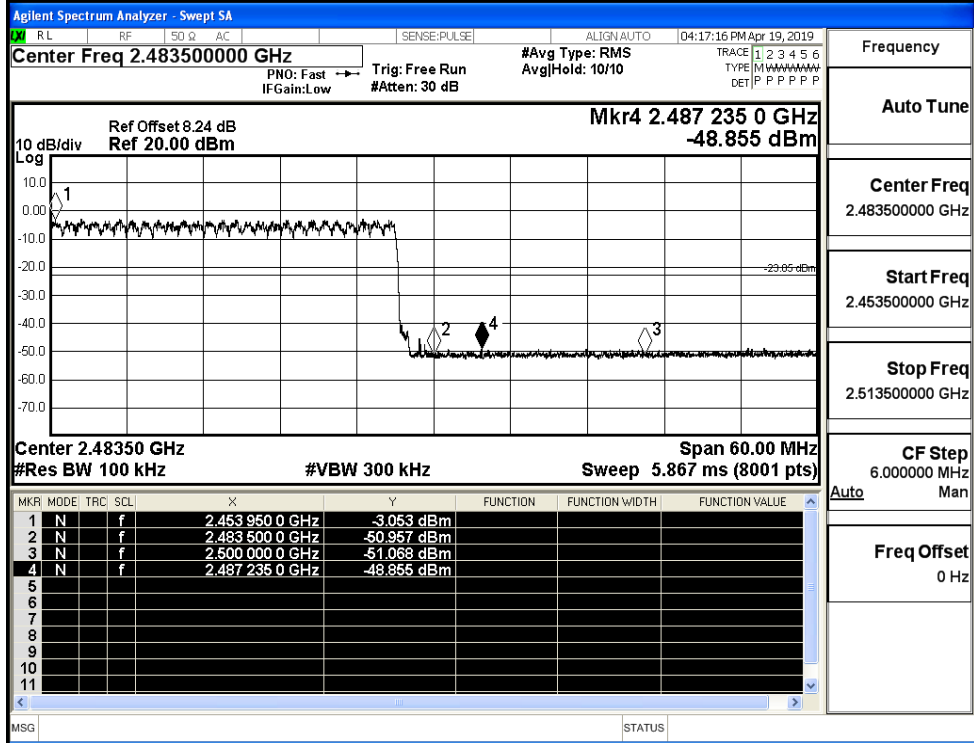 Agilent Spectrum Analyzer - Swept SA
LXI RL RF 50 Ω AC SENSE:PULSE ALIGN AUTO 04:17:16 PM Apr 19, 2019
Center Freq 2.483500000 GHz
PNO: Fast
IFGain:Low
Trig: Free Run
#Atten: 30 dB
#Avg Type: RMS
Avg|Hold: 10/10
TRACE 1 2 3 4 5 6
TYPE M
DET P P P P P P
Mkr4 2.487 235 0 GHz
-48.855 dBm
Ref Offset 8.24 dB
10 dB/div Ref 20.00 dBm
Log
10.0
0.00
-10.0
-20.0
-30.0
-40.0
-50.0
-60.0
-70.0
1
2
4
3
-23.05 dBm
Center 2.48350 GHz Span 60.00 MHz
#Res BW 100 kHz #VBW 300 kHz Sweep 5.867 ms (8001 pts)
MKR MODE TRC SCL X Y FUNCTION FUNCTION WIDTH FUNCTION VALUE
1 N f 2.453 950 0 GHz -3.053 dBm
2 N f 2.483 500 0 GHz -50.957 dBm
3 N f 2.500 000 0 GHz -51.068 dBm
4 N f 2.487 235 0 GHz -48.855 dBm
5
6
7
8
9
10
11
MSG STATUS
Frequency
Auto Tune
Center Freq
2.483500000 GHz
Start Freq
2.453500000 GHz
Stop Freq
2.513500000 GHz
CF Step
6.000000 MHz
Auto Man
Freq Offset
0 Hz